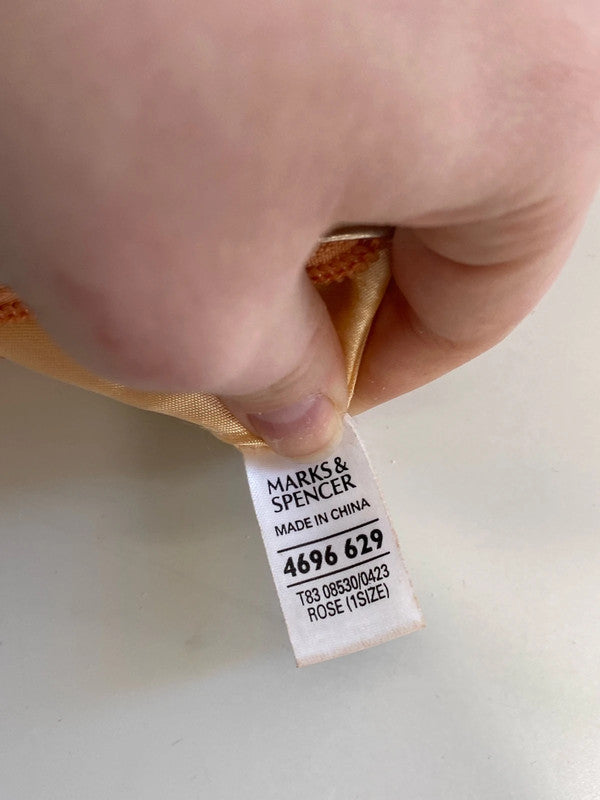 MARKS &
SPENCER
MADE IN CHINA
4696 629
T83 08530/0423
ROSE (1SIZE)